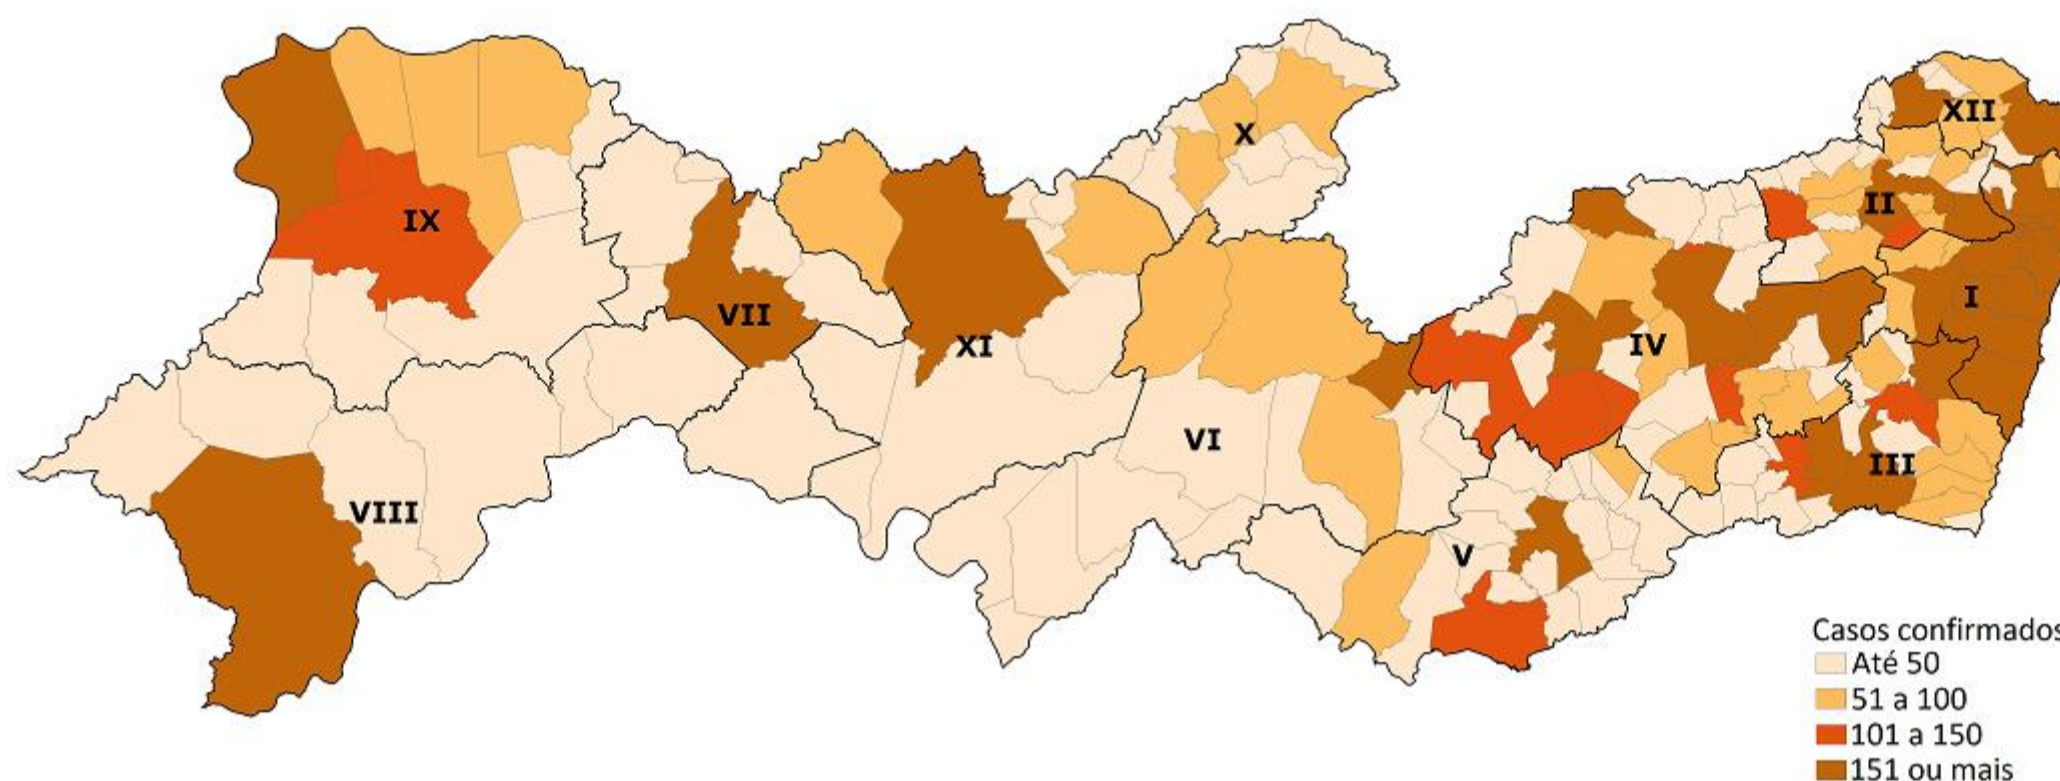 XII
X
II
IX
I
VII
XI
IV
VI
III
VIII
V
Casos confirmados
Até 50
51 a 100
101 a 150
151 ou mais